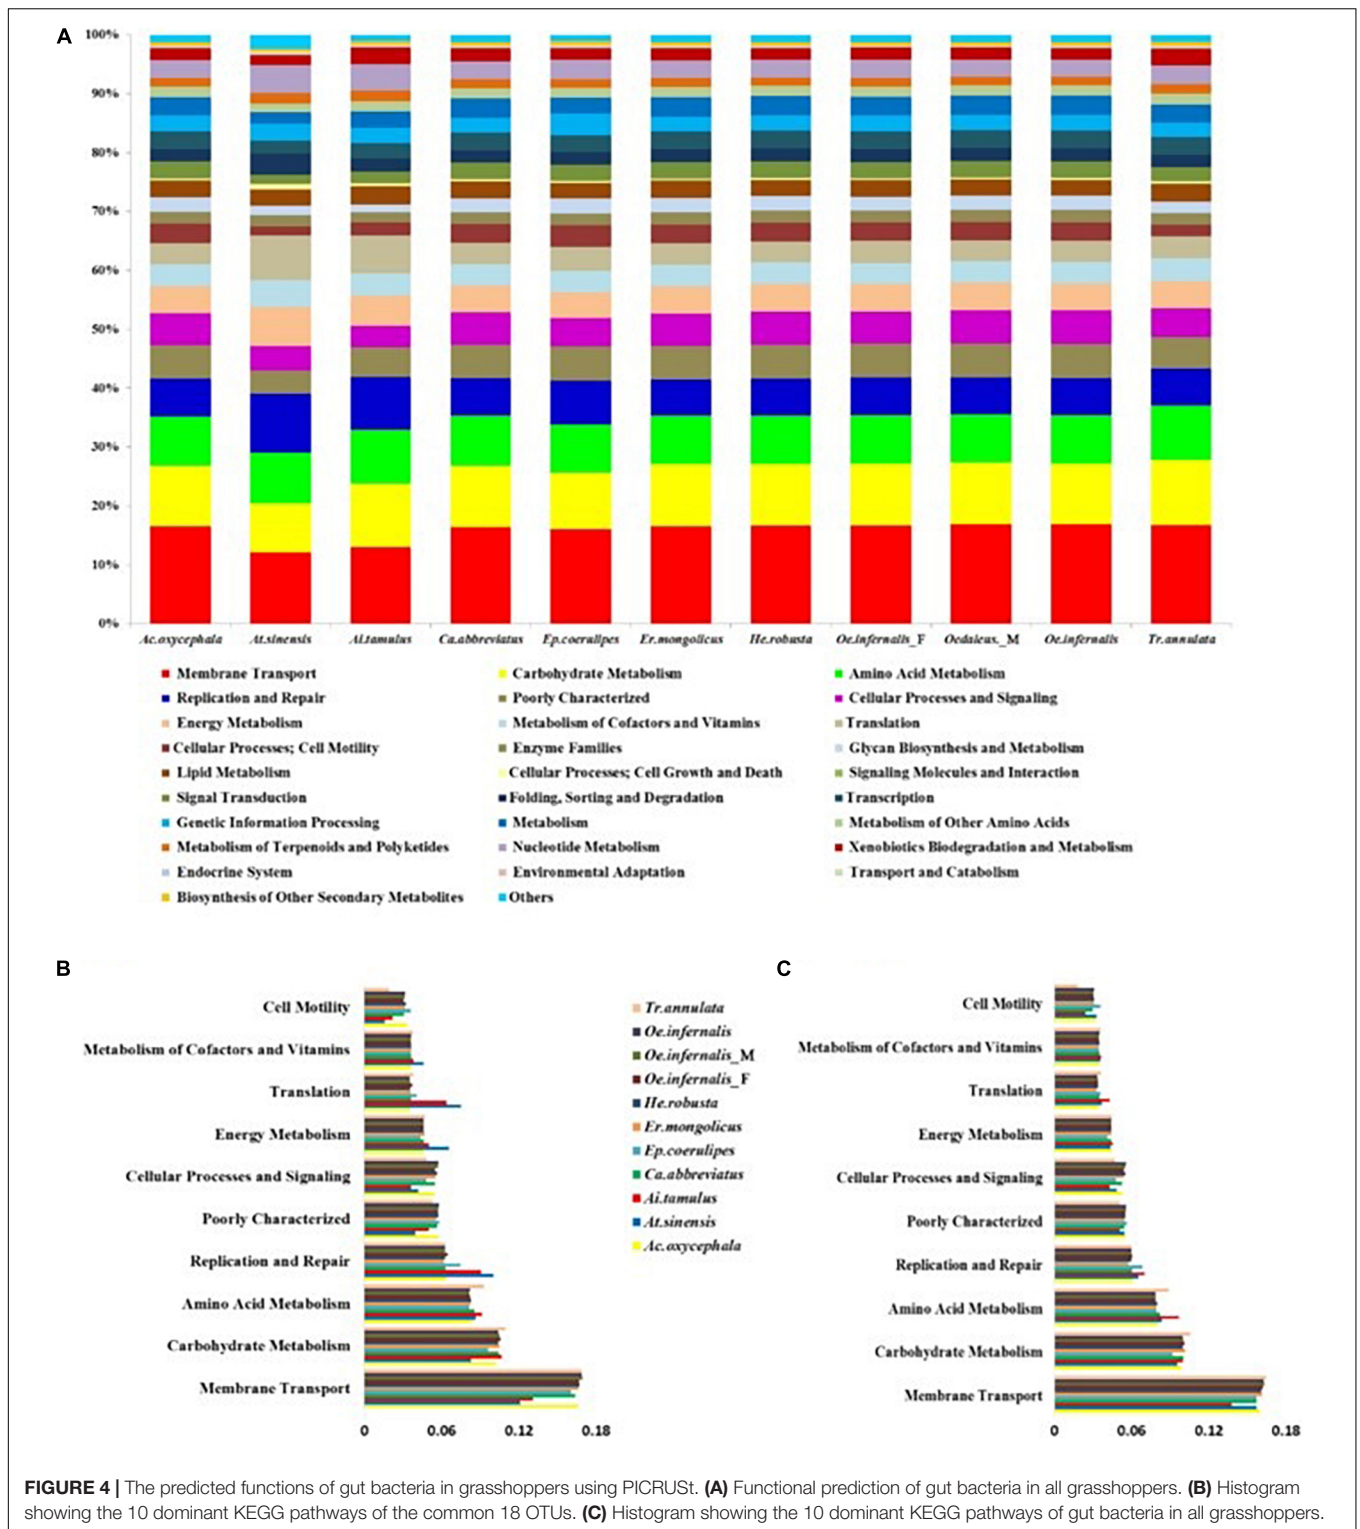 A
100%
90%
80%
70%
60%
50%
40%
30%
20%
10%
0%
Ac.oxycephala At.sinensis Ai.tamulus Ca.abbreviatus Ep.coerulipes Er.mongolicus He.robusta Oe.infernalis_F Oedaicus._M Oe.infernalis Tr.annulata
Membrane Transport Carbohydrate Metabolism Amino Acid Metabolism
Replication and Repair Poorly Characterized Cellular Processes and Signaling
Energy Metabolism Metabolism of Cofactors and Vitamins Translation
Cellular Processes; Cell Motility Enzyme Families Glycan Biosynthesis and Metabolism
Lipid Metabolism Cellular Processes; Cell Growth and Death Signaling Molecules and Interaction
Signal Transduction Folding, Sorting and Degradation Transcription
Genetic Information Processing Metabolism Metabolism of Other Amino Acids
Metabolism of Terpenoids and Polyketides Nucleotide Metabolism Xenobiotics Biodegradation and Metabolism
Endocrine System Environmental Adaptation Transport and Catabolism
Biosynthesis of Other Secondary Metabolites Others
B
Cell Motility
Metabolism of Cofactors and Vitamins
Translation
Energy Metabolism
Cellular Processes and Signaling
Poorly Characterized
Replication and Repair
Amino Acid Metabolism
Carbohydrate Metabolism
Membrane Transport
0 0.06 0.12 0.18
Tr.annulata
Oe.infernalis
Oe.infernalis_M
Oe.infernalis_F
He.robusta
Er.mongolicus
Ep.coerulipes
Ca.abbreviatus
Ai.tamulus
At.sinensis
Ac.oxycephala
C
Cell Motility
Metabolism of Cofactors and Vitamins
Translation
Energy Metabolism
Cellular Processes and Signaling
Poorly Characterized
Replication and Repair
Amino Acid Metabolism
Carbohydrate Metabolism
Membrane Transport
0 0.06 0.12 0.18
FIGURE 4 | The predicted functions of gut bacteria in grasshoppers using PICRUSt. (A) Functional prediction of gut bacteria in all grasshoppers. (B) Histogram
showing the 10 dominant KEGG pathways of the common 18 OTUs. (C) Histogram showing the 10 dominant KEGG pathways of gut bacteria in all grasshoppers.